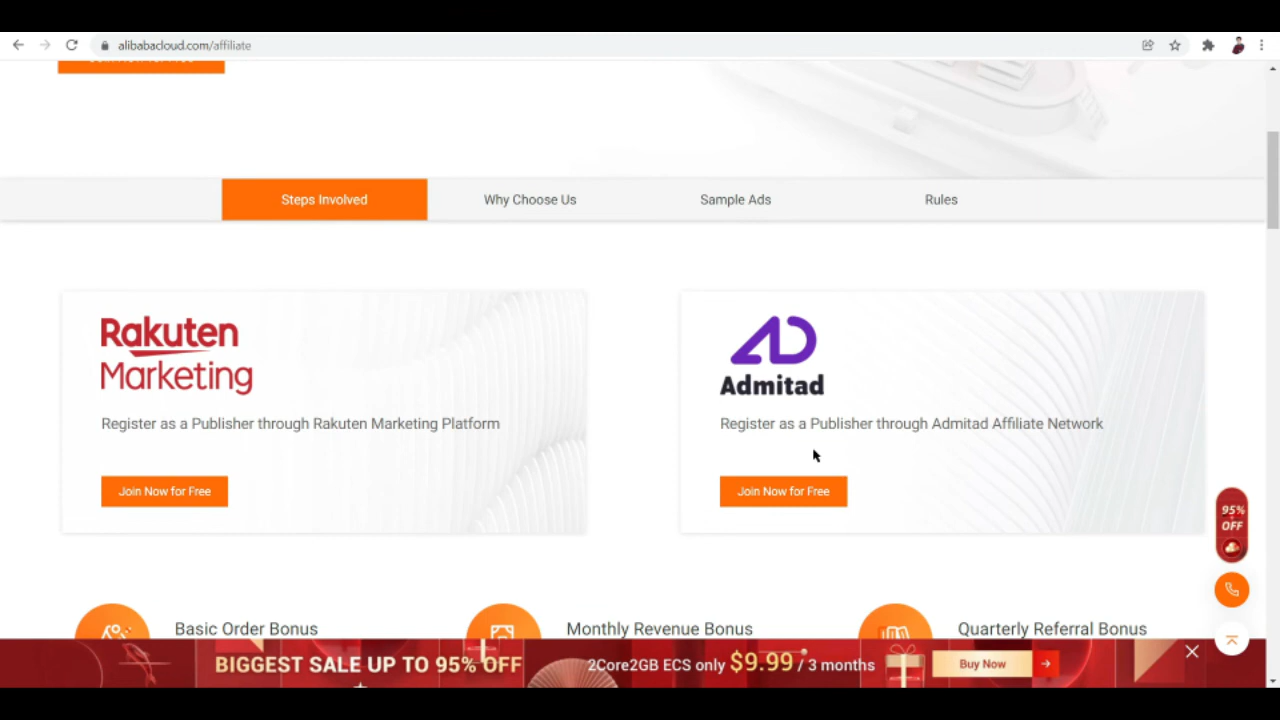 alibabacloud.com/affiliate
Steps Involved
Why Choose Us
Sample Ads
Rules
Rakuten
Marketing
Register as a Publisher through Rakuten Marketing Platform
Join Now for Free
Admitad
Register as a Publisher through Admitad Affiliate Network
Join Now for Free
95%
OFF
Basic Order Bonus
Monthly Revenue Bonus
Quarterly Referral Bonus
BIGGEST SALE UP TO 95% OFF
2Core2GB ECS only $9.99 / 3 months
Buy Now